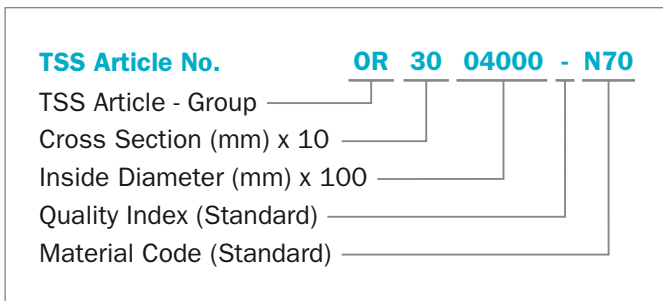 TSS Article No. OR 30 04000 - N70
TSS Article - Group
Cross Section (mm) x 10
Inside Diameter (mm) x 100
Quality Index (Standard)
Material Code (Standard)